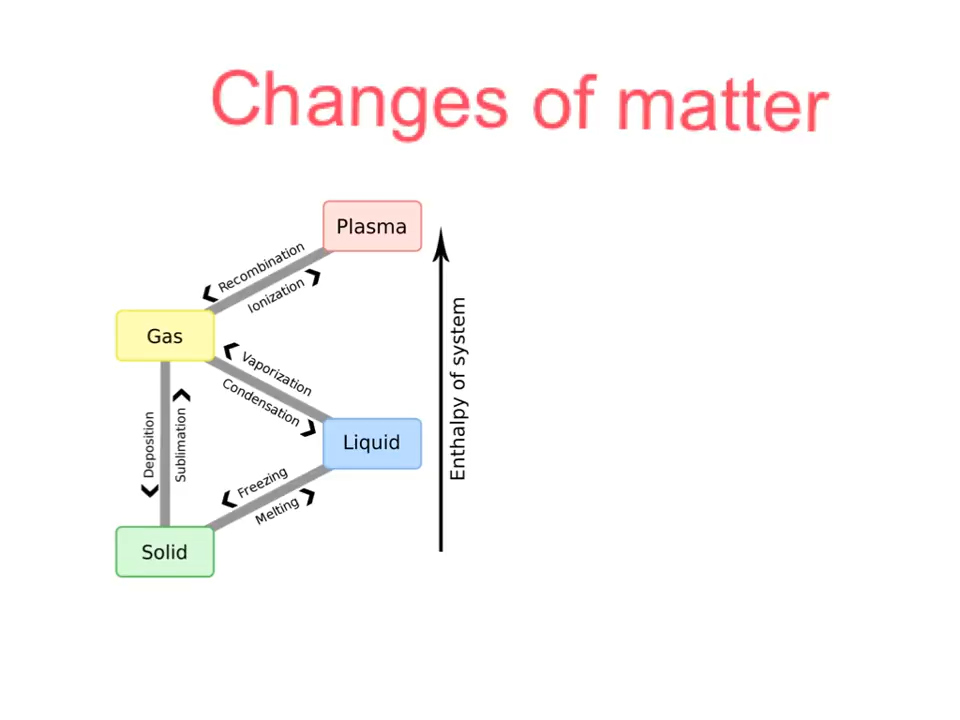 Changes of matter
Plasma
Recombination
Ionization
Gas
Vaporization
Condensation
Enthalpy of system
Deposition
Sublimation
Liquid
Freezing
Melting
Solid